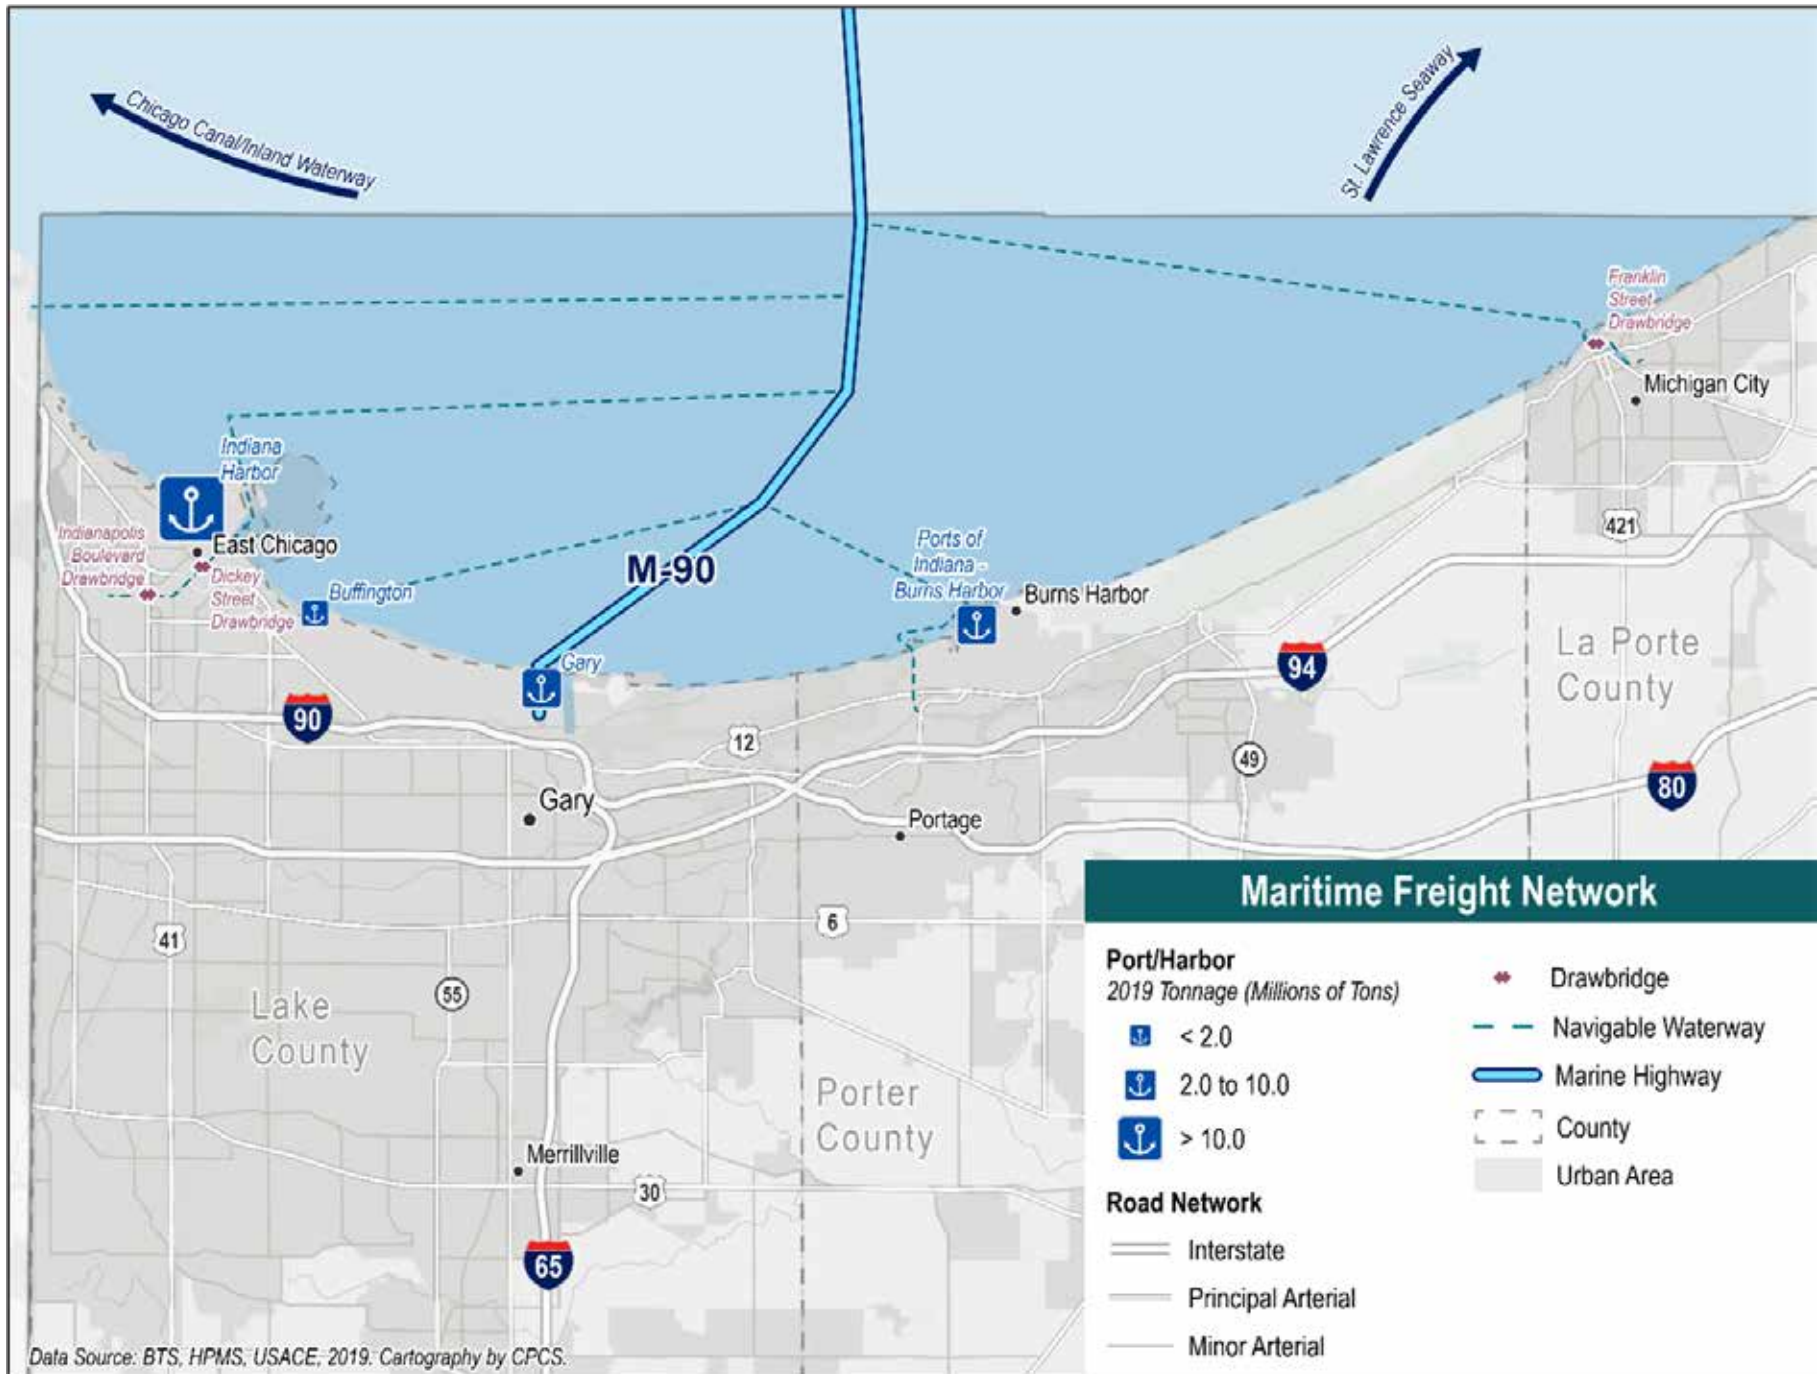 Chicago Canal/Inland Waterway
St. Lawrence Seaway
Franklin
Street
Drawbridge
Michigan City
Indiana
Harbor
East Chicago
Indianapolis
Boulevard
Drawbridge
Dickey
Street
Drawbridge
Buffington
M-90
Ports of
Indiana -
Burns Harbor
Burns Harbor
Gary
421
La Porte
County
94
90
12
49
80
Gary
Portage
6
41
55
Lake
County
Porter
County
Merrillville
30
65
Maritime Freight Network
Port/Harbor
2019 Tonnage (Millions of Tons)
< 2.0
2.0 to 10.0
> 10.0
Road Network
Interstate
Principal Arterial
Minor Arterial
Drawbridge
Navigable Waterway
Marine Highway
County
Urban Area
Data Source: BTS, HPMS, USACE, 2019. Cartography by CPCS.